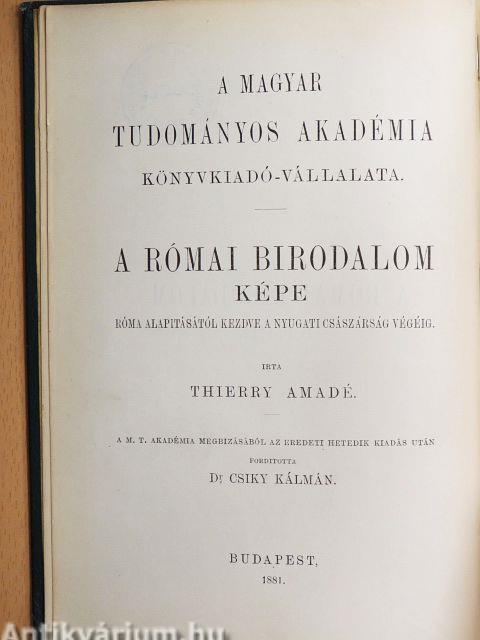 A MAGYAR
TUDOMÁNYOS AKADÉMIA
KÖNYVKIADÓ-VÁLLALATA.
A RÓMAI BIRODALOM
KÉPE
RÓMA ALAPITÁSÁTÓL KEZDVE A NYUGATI CSÁSZÁRSÁG VÉGÉIG.
IRTA
THIERRY AMADÉ.
A M. T. AKADÉMIA MEGBIZÁSÁBÓL AZ EREDETI HETEDIK KIADÁS UTÁN
FORDITOTTA
Dr CSIKY KÁLMÁN.
BUDAPEST,
1881.
Antikvárium.hu